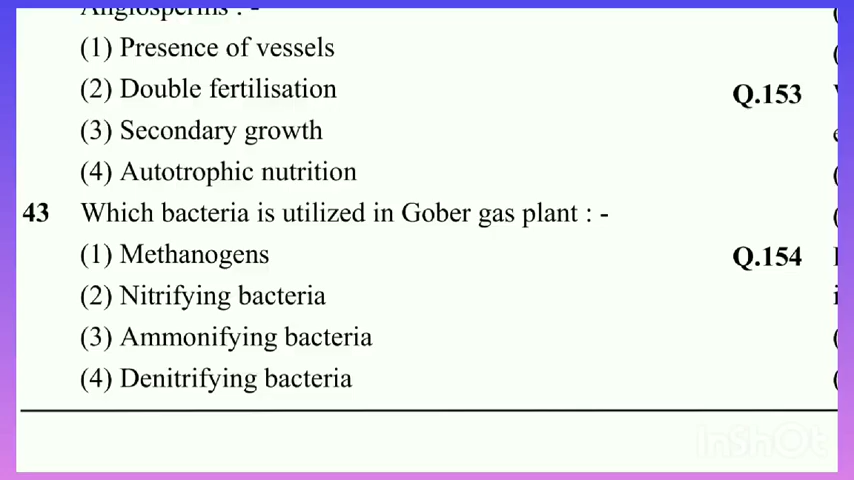 Angiosperms : -
(1) Presence of vessels
(2) Double fertilisation
(3) Secondary growth
(4) Autotrophic nutrition
43 Which bacteria is utilized in Gober gas plant : -
(1) Methanogens
(2) Nitrifying bacteria
(3) Ammonifying bacteria
(4) Denitrifying bacteria
Q.153
Q.154
InShOt